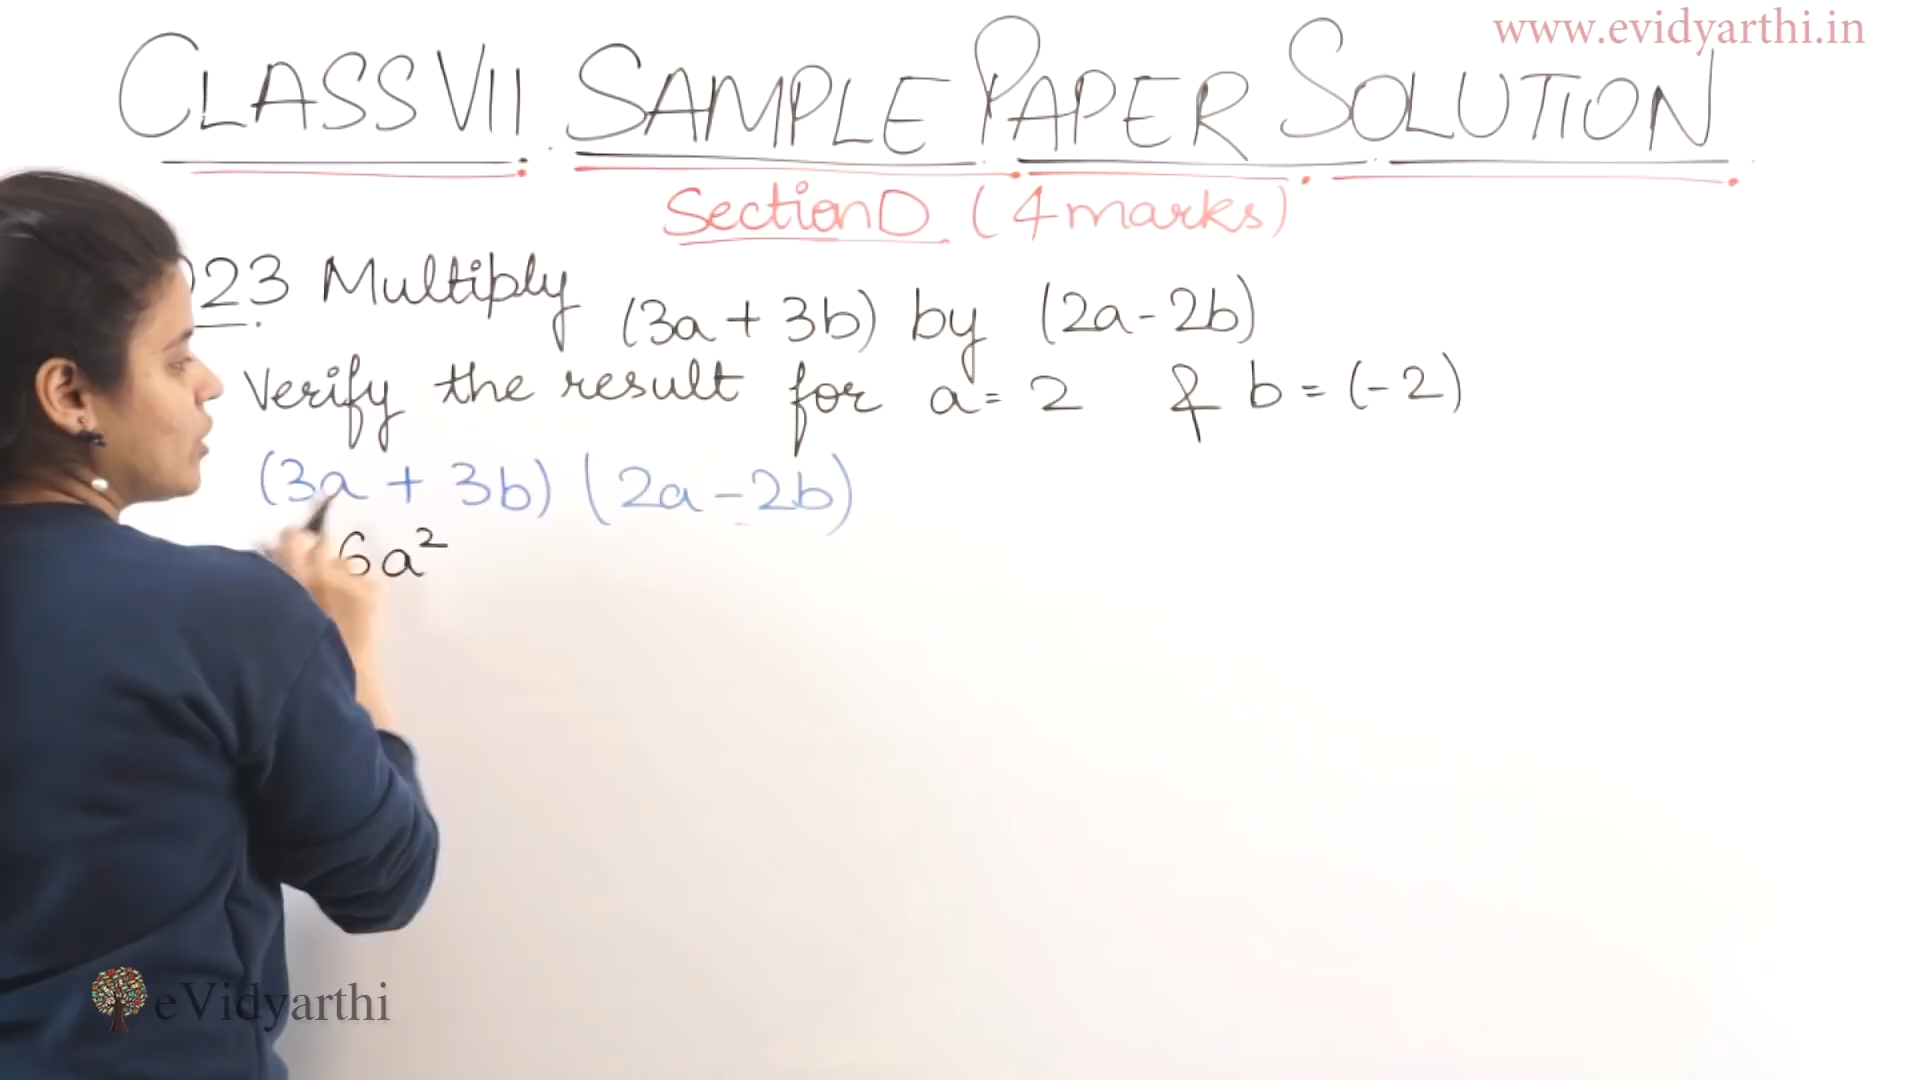 www.evidyarthi.in
CLASS VII SAMPLE PAPER SOLUTION
Section D (4 marks)
23 Multiply (3a + 3b) by (2a - 2b)
Verify the result for a = 2 & b = (-2)
(3a + 3b) (2a - 2b)
6a²
eVidyarthi